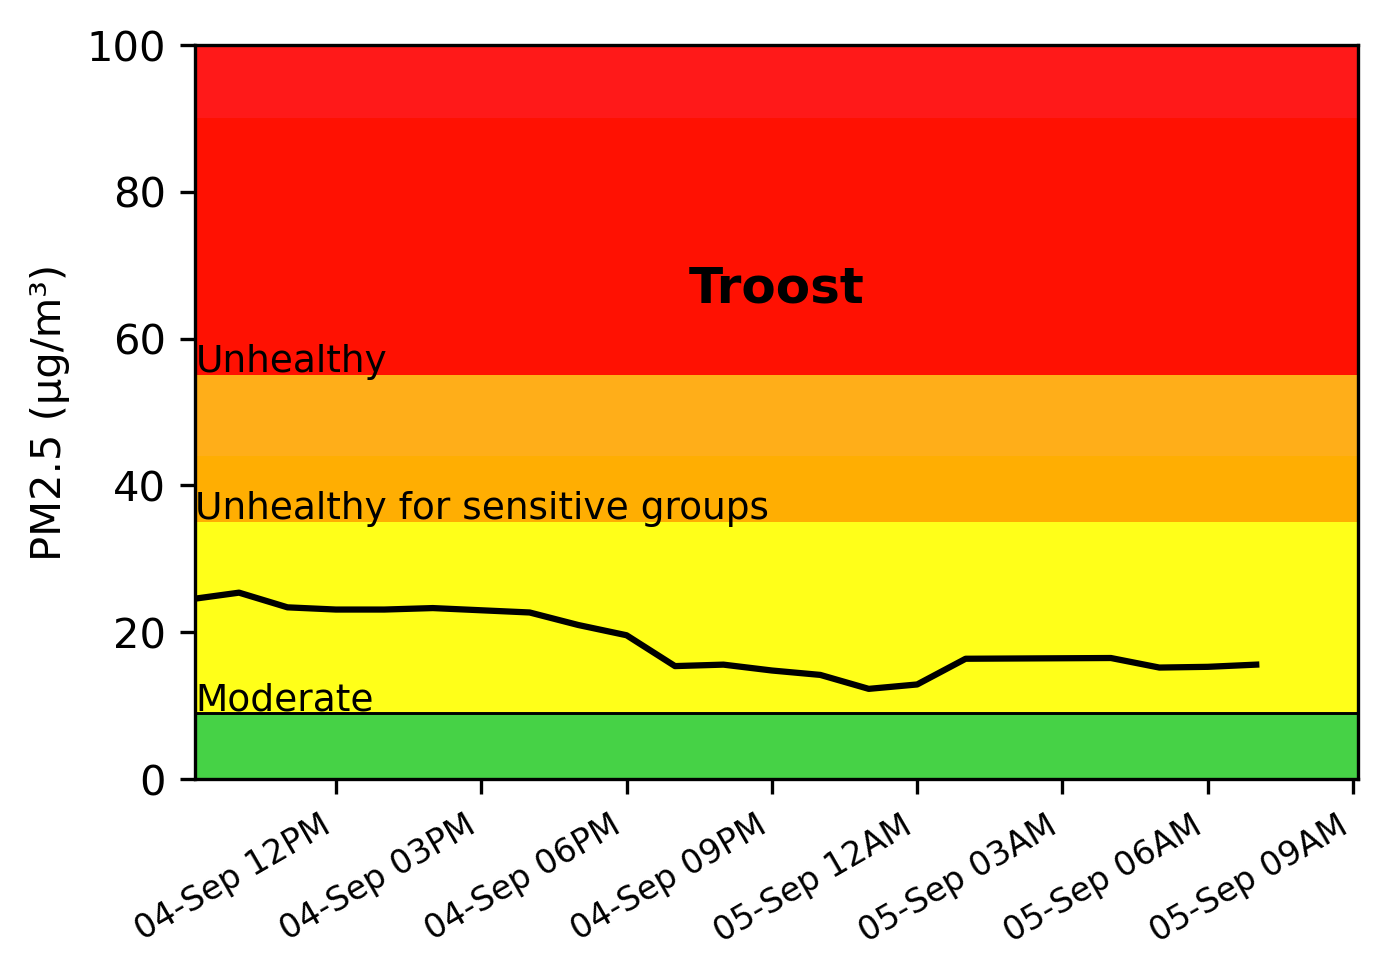 100
80
60
40
20
0
PM2.5 (μg/m³)
Troost
Unhealthy
Unhealthy for sensitive groups
Moderate
04-Sep 12PM
04-Sep 03PM
04-Sep 06PM
04-Sep 09PM
05-Sep 12AM
05-Sep 03AM
05-Sep 06AM
05-Sep 09AM